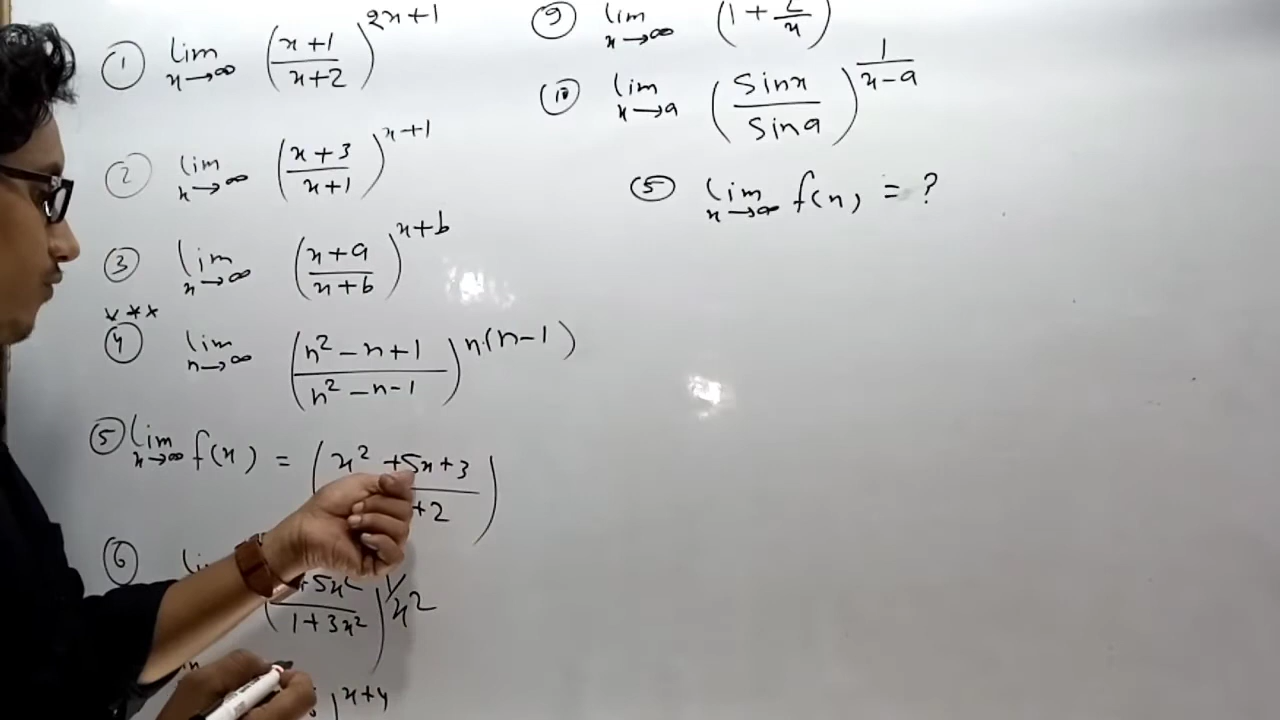 ① lim x→∞ (x+1/x+2)^2x+1
② lim x→∞ (x+3/x+1)^x+1
③ lim x→∞ (x+a/x+b)^x+b
***
④ lim n→∞ (n²-n+1/n²-n-1)^n·(n-1)
⑤ lim x→∞ f(x) = (x²+5x+3/+2)
⑥
(+5x²/1+3x²)^1/x²
x+4
⑨ lim x→∞ (1+2/x)
⑩ lim x→a (sinx/sina)^1/x-a
⑤ lim x→∞ f(x) = ?